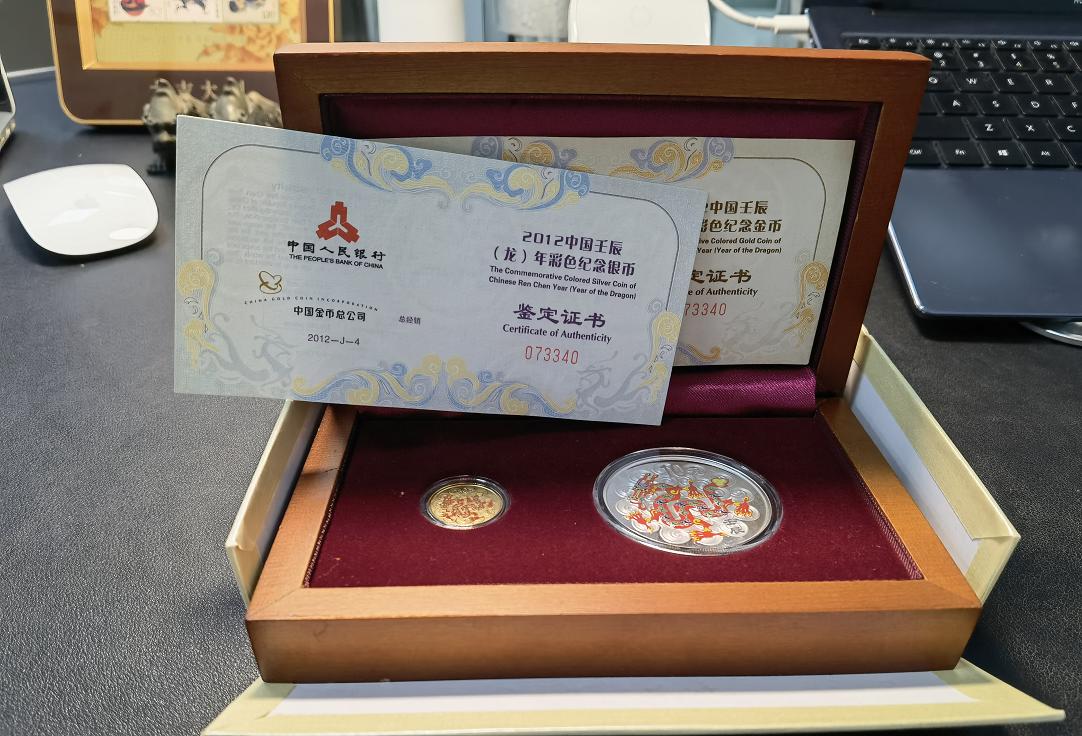 中国人民银行
THE PEOPLE'S BANK OF CHINA
CHINA GOLD COIN INCORPORATION
中国金币总公司
总经销
2012-J-4
2012中国壬辰
（龙）年彩色纪念银币
The Commemorative Colored Silver Coin of
Chinese Ren Chen Year (Year of the Dragon)
鉴定证书
Certificate of Authenticity
073340
中国壬辰
彩色纪念金币
Colored Gold Coin of
Year (Year of the Dragon)
定证书
of Authenticity
73340
10